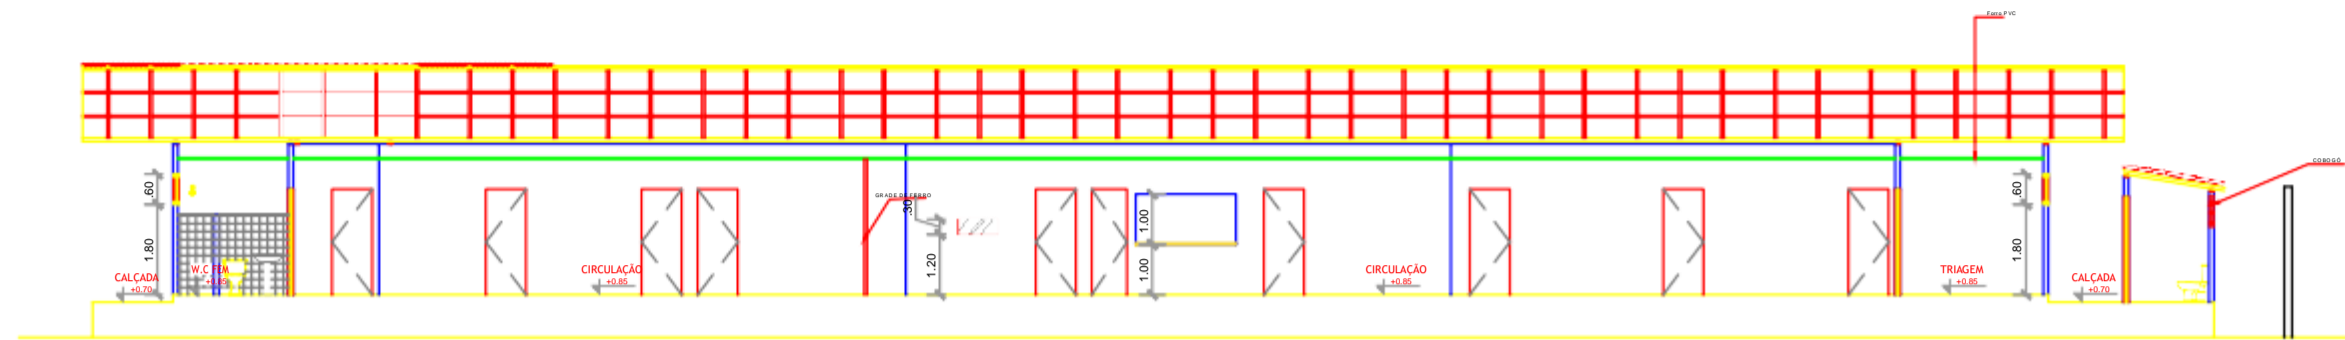 Forro PVC
COBOGÓ
.60
1.80
CALÇADA
+0.70
W.C FEM
+0.85
CIRCULAÇÃO
+0.85
GRADE DE FERRO
.30
1.20
1.00
1.00
CIRCULAÇÃO
+0.85
TRIAGEM
+0.85
.60
1.80
CALÇADA
+0.70